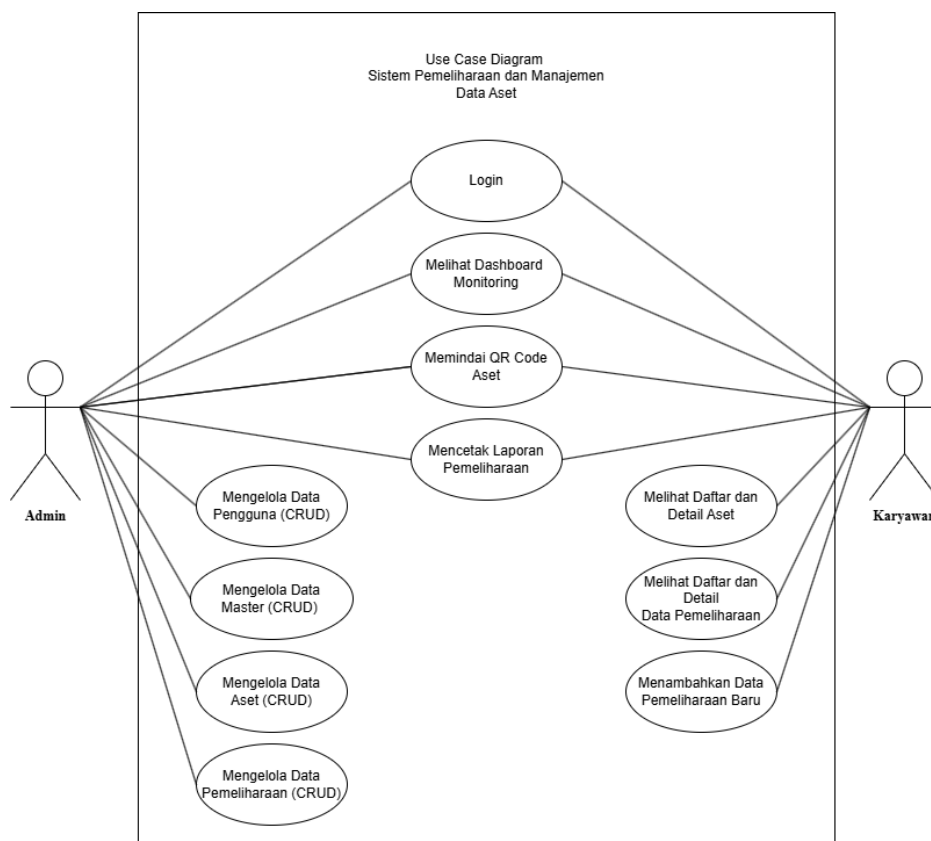 Use Case Diagram
Sistem Pemeliharaan dan Manajemen
Data Aset
Login
Melihat Dashboard
Monitoring
Memindai QR Code
Aset
Mencetak Laporan
Pemeliharaan
Admin
Karyawan
Mengelola Data
Pengguna (CRUD)
Melihat Daftar dan
Detail Aset
Mengelola Data
Master (CRUD)
Melihat Daftar dan
Detail
Data Pemeliharaan
Mengelola Data
Aset (CRUD)
Menambahkan Data
Pemeliharaan Baru
Mengelola Data
Pemeliharaan (CRUD)